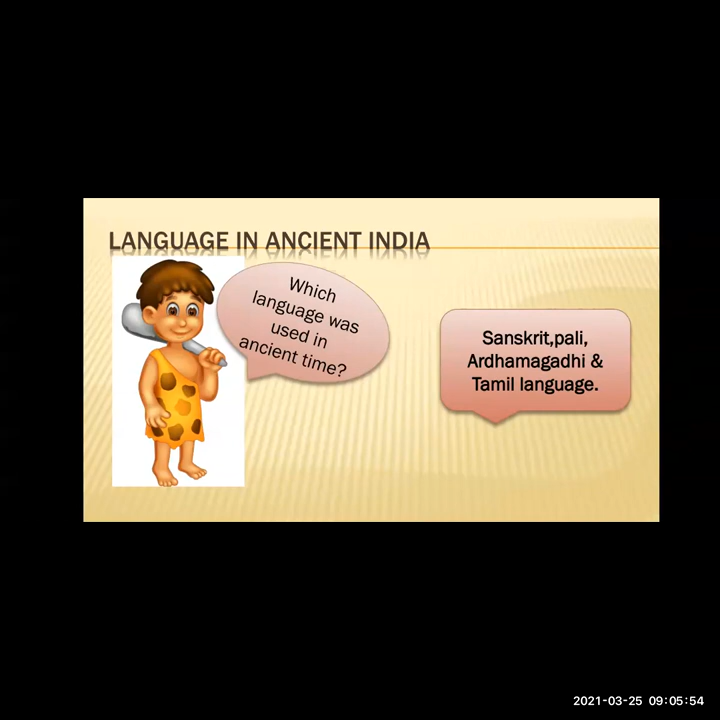 LANGUAGE IN ANCIENT INDIA
Which
language was
used in
ancient time?
Sanskrit,pali,
Ardhamagadhi &
Tamil language.
2021-03-25 09:05:54